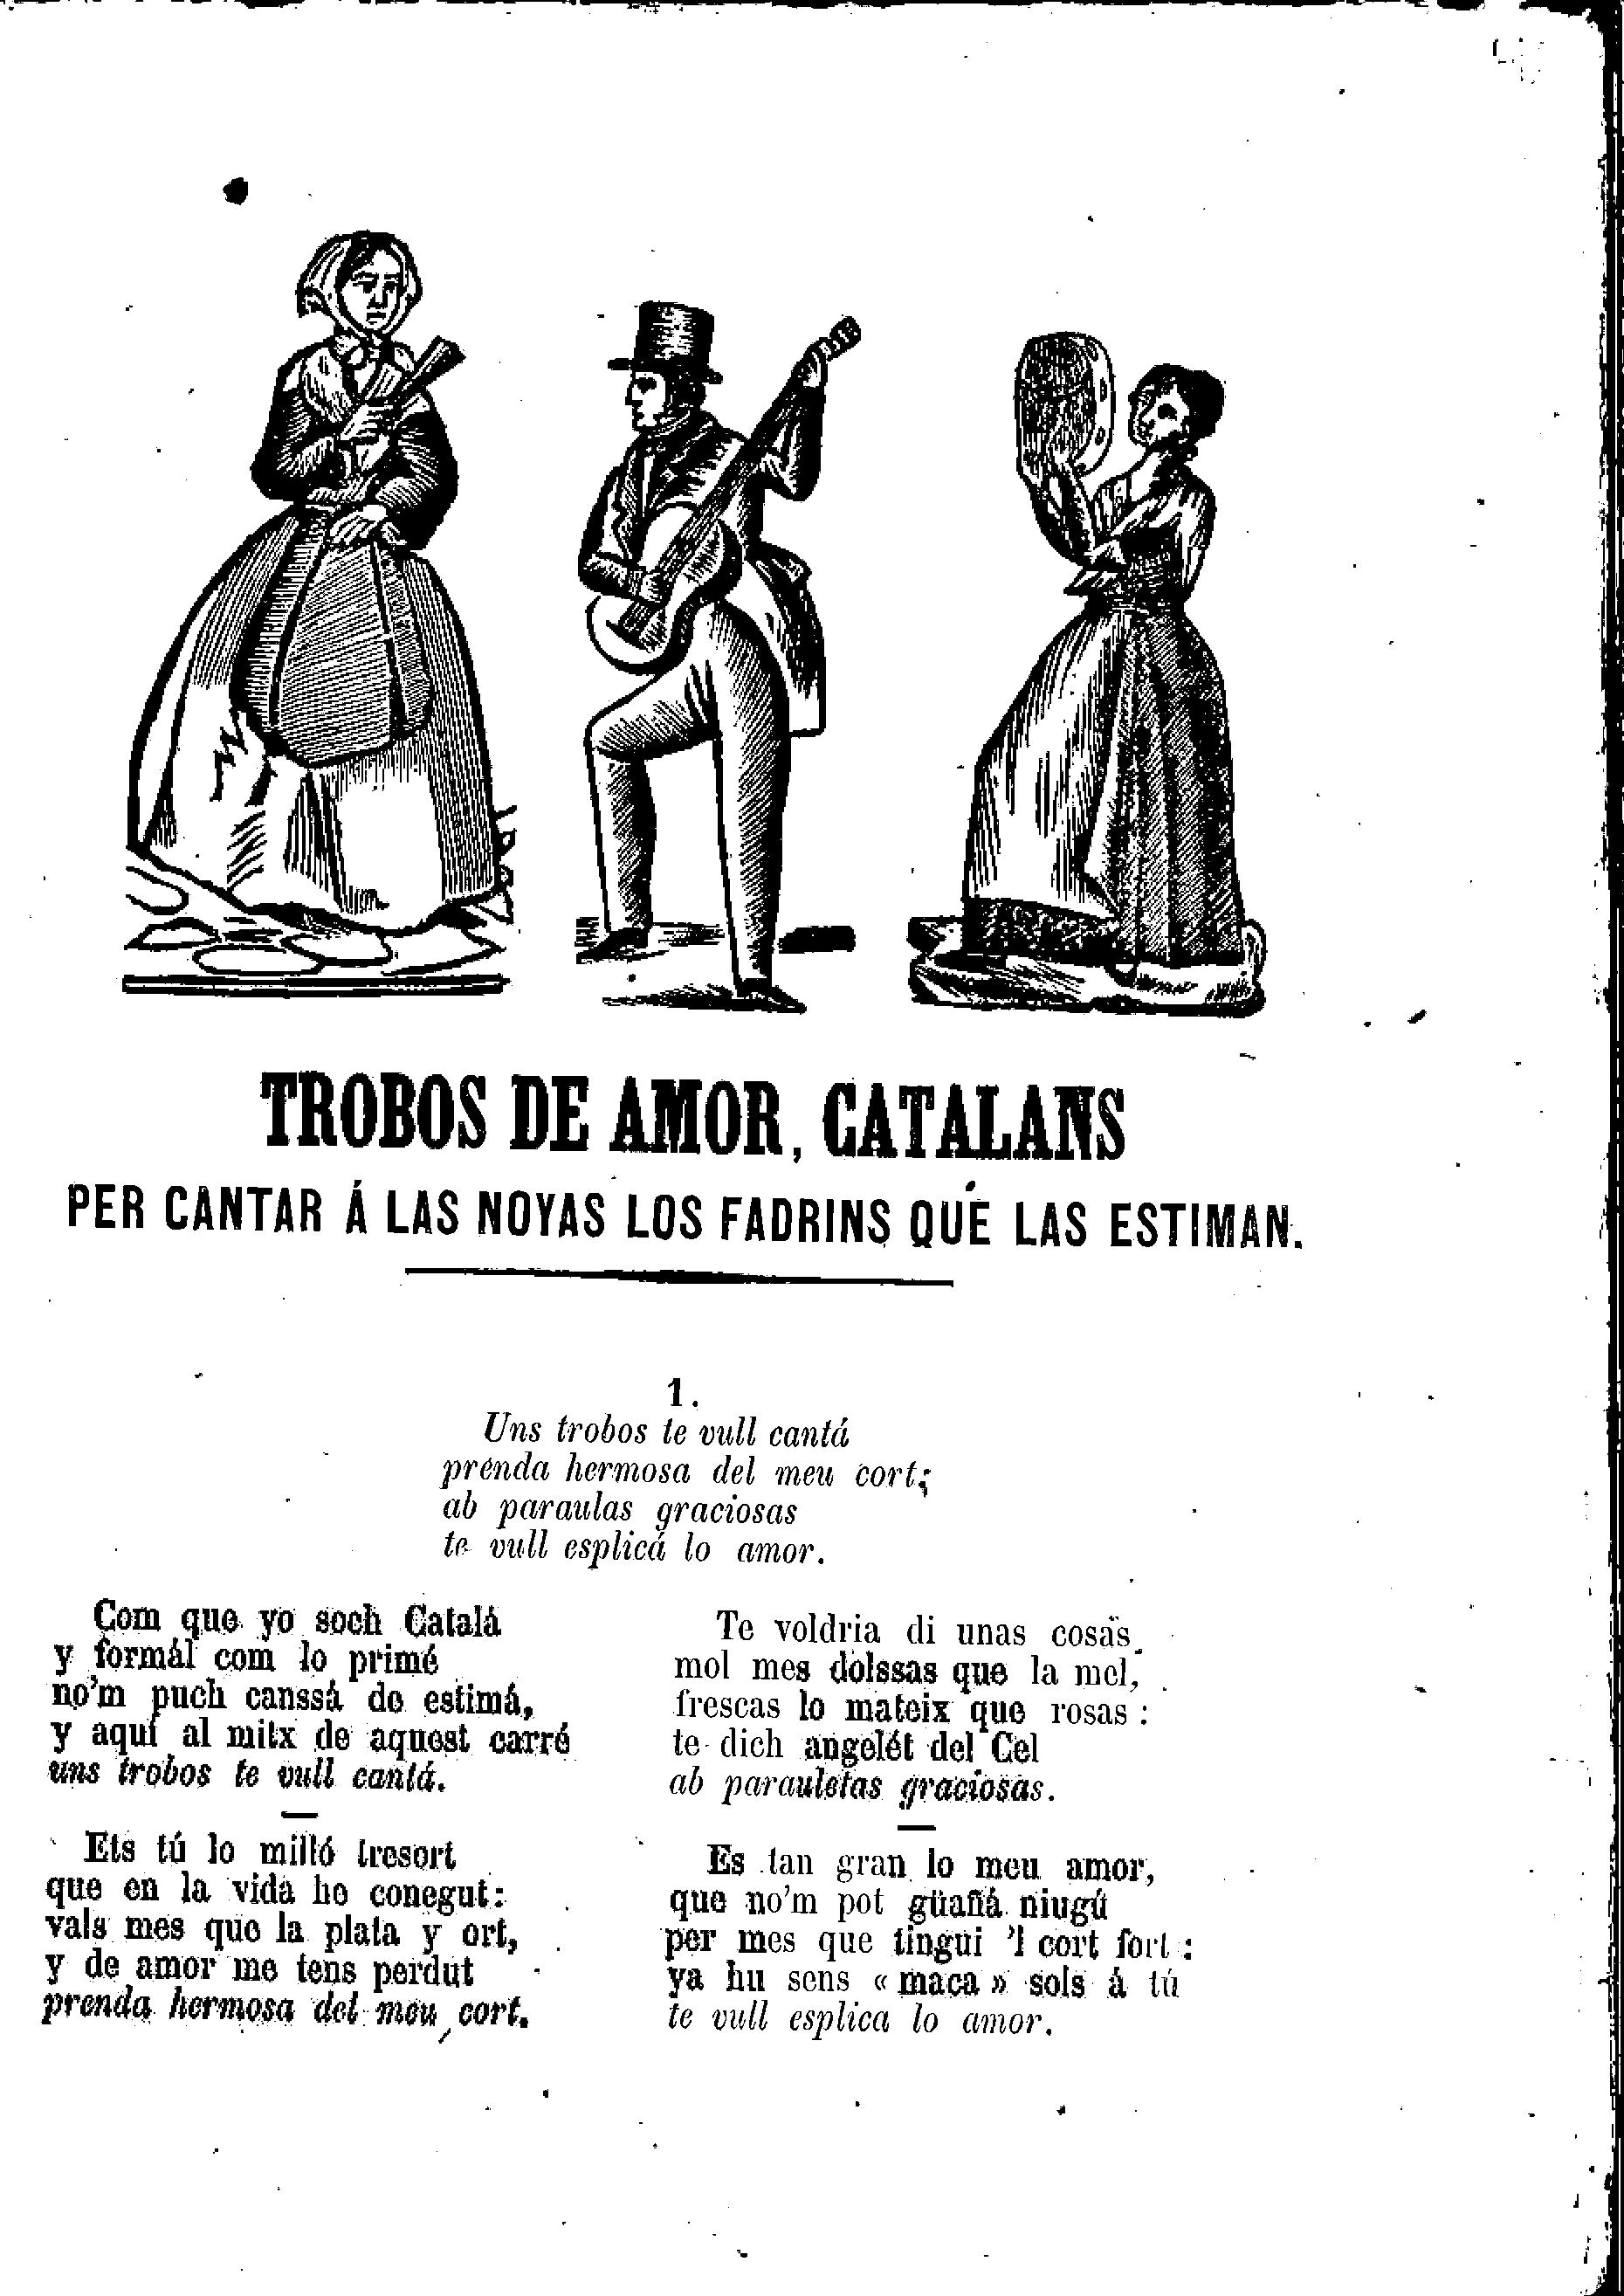 TROBOS DE AMOR, CATALANS
PER CANTAR Á LAS NOYAS LOS FADRINS QUE LAS ESTIMAN.
1.
Uns trobos te vull cantá
prenda hermosa del meu cort;
ab paraulas graciosas
te vull esplicá lo amor.
Com que yo soch Catalá
y formál com lo primé
no'm puch canssá de estimá,
y aquí al mitx de aquest carré
uns trobos te vull cantá.
Ets tú lo milló tresort
que en la vida he conegut:
vals mes que la plata y ort,
y de amor me tens perdut
prenda hermosa del meu cort.
Te voldria di unas cosas
mol mes dolssas que la mel,
frescas lo mateix que rosas :
te dich angelét del Cel
ab parauletas graciosas.
Es tan gran lo meu amor,
que no'm pot güañá niugú
per mes que tingui 'l cort fort :
ya hu sens « maca » sols á tú
te vull esplica lo amor.